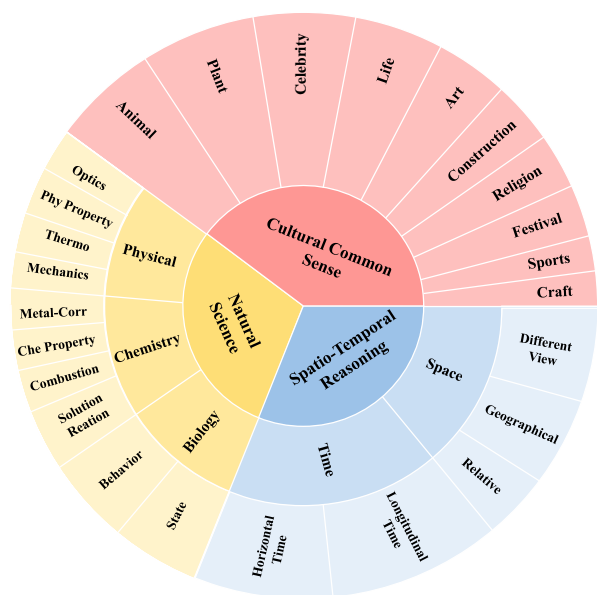 Cultural Common
Sense
Animal
Plant
Celebrity
Life
Art
Construction
Religion
Festival
Sports
Craft
Natural
Science
Physical
Optics
Phy Property
Thermo
Mechanics
Chemistry
Metal-Corr
Che Property
Combustion
Solution
Reation
Biology
Behavior
State
Spatio-Temporal
Reasoning
Time
Horizontal
Time
Longitudinal
Time
Space
Relative
Geographical
Different
View